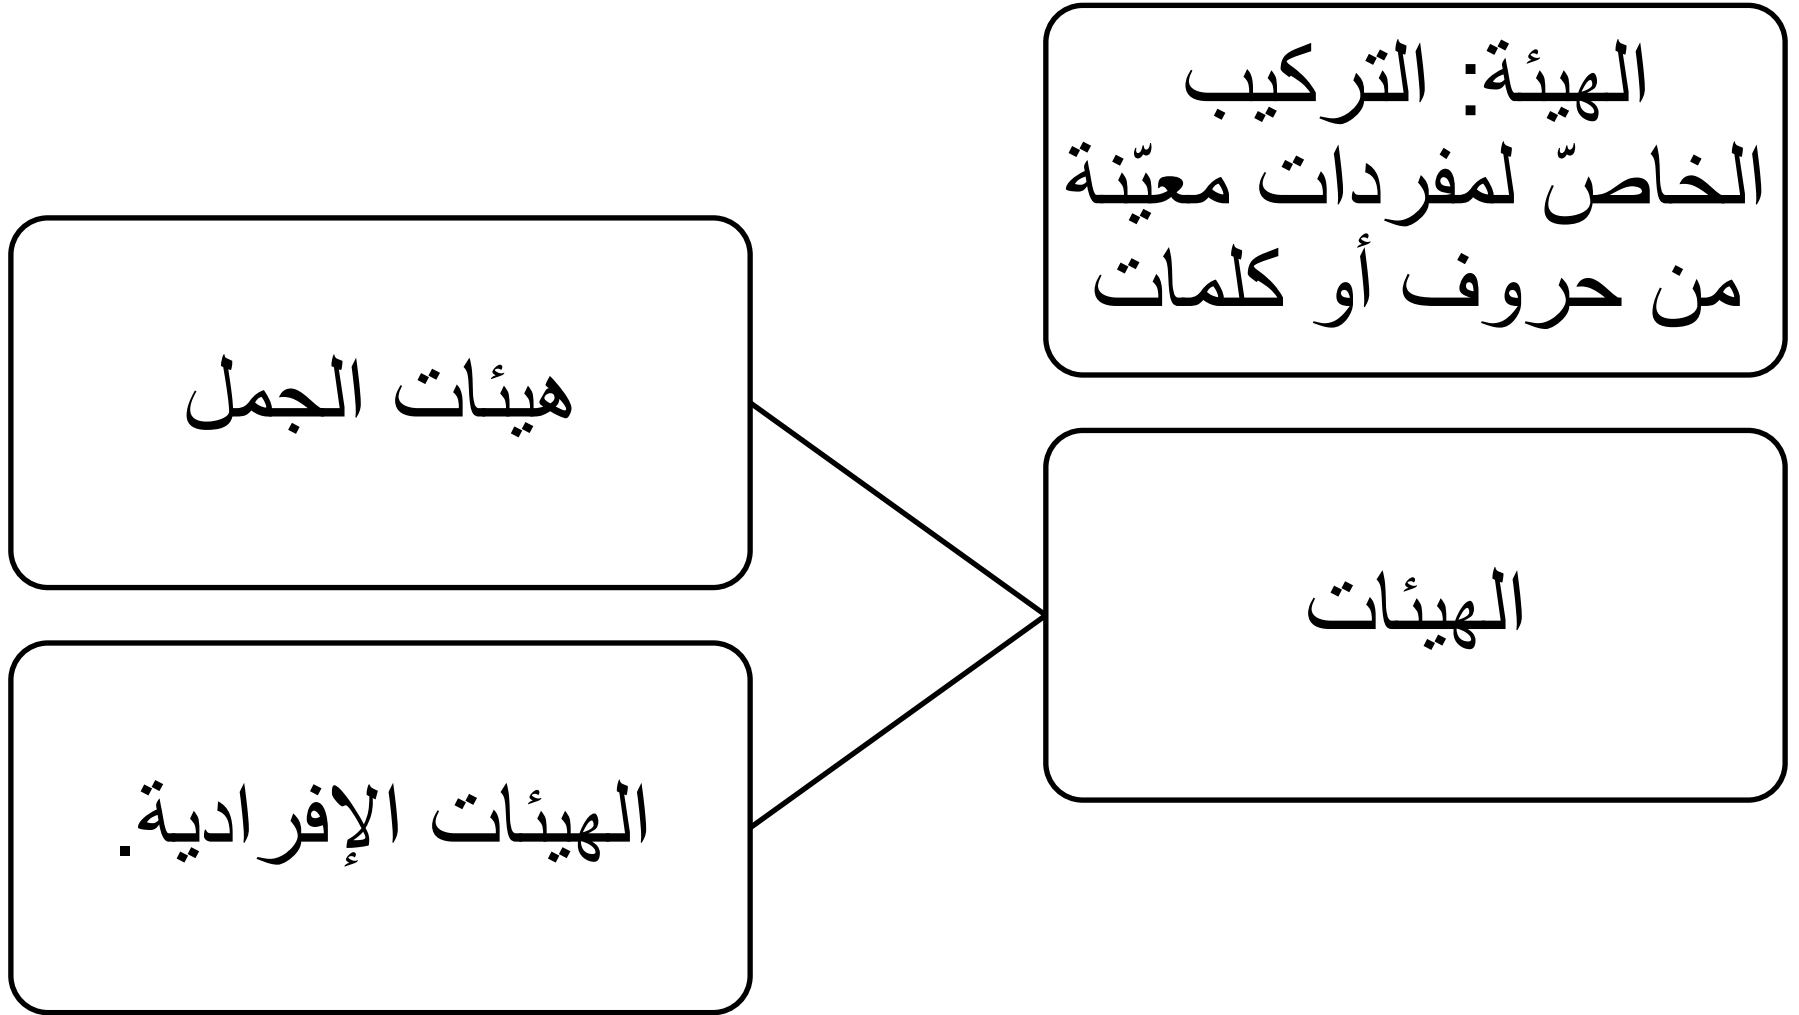 الهيئة: التركيب
الخاصّ لمفردات معيّنة
من حروف أو كلمات
الهيئات
هيئات الجمل
الهيئات الإفرادية.